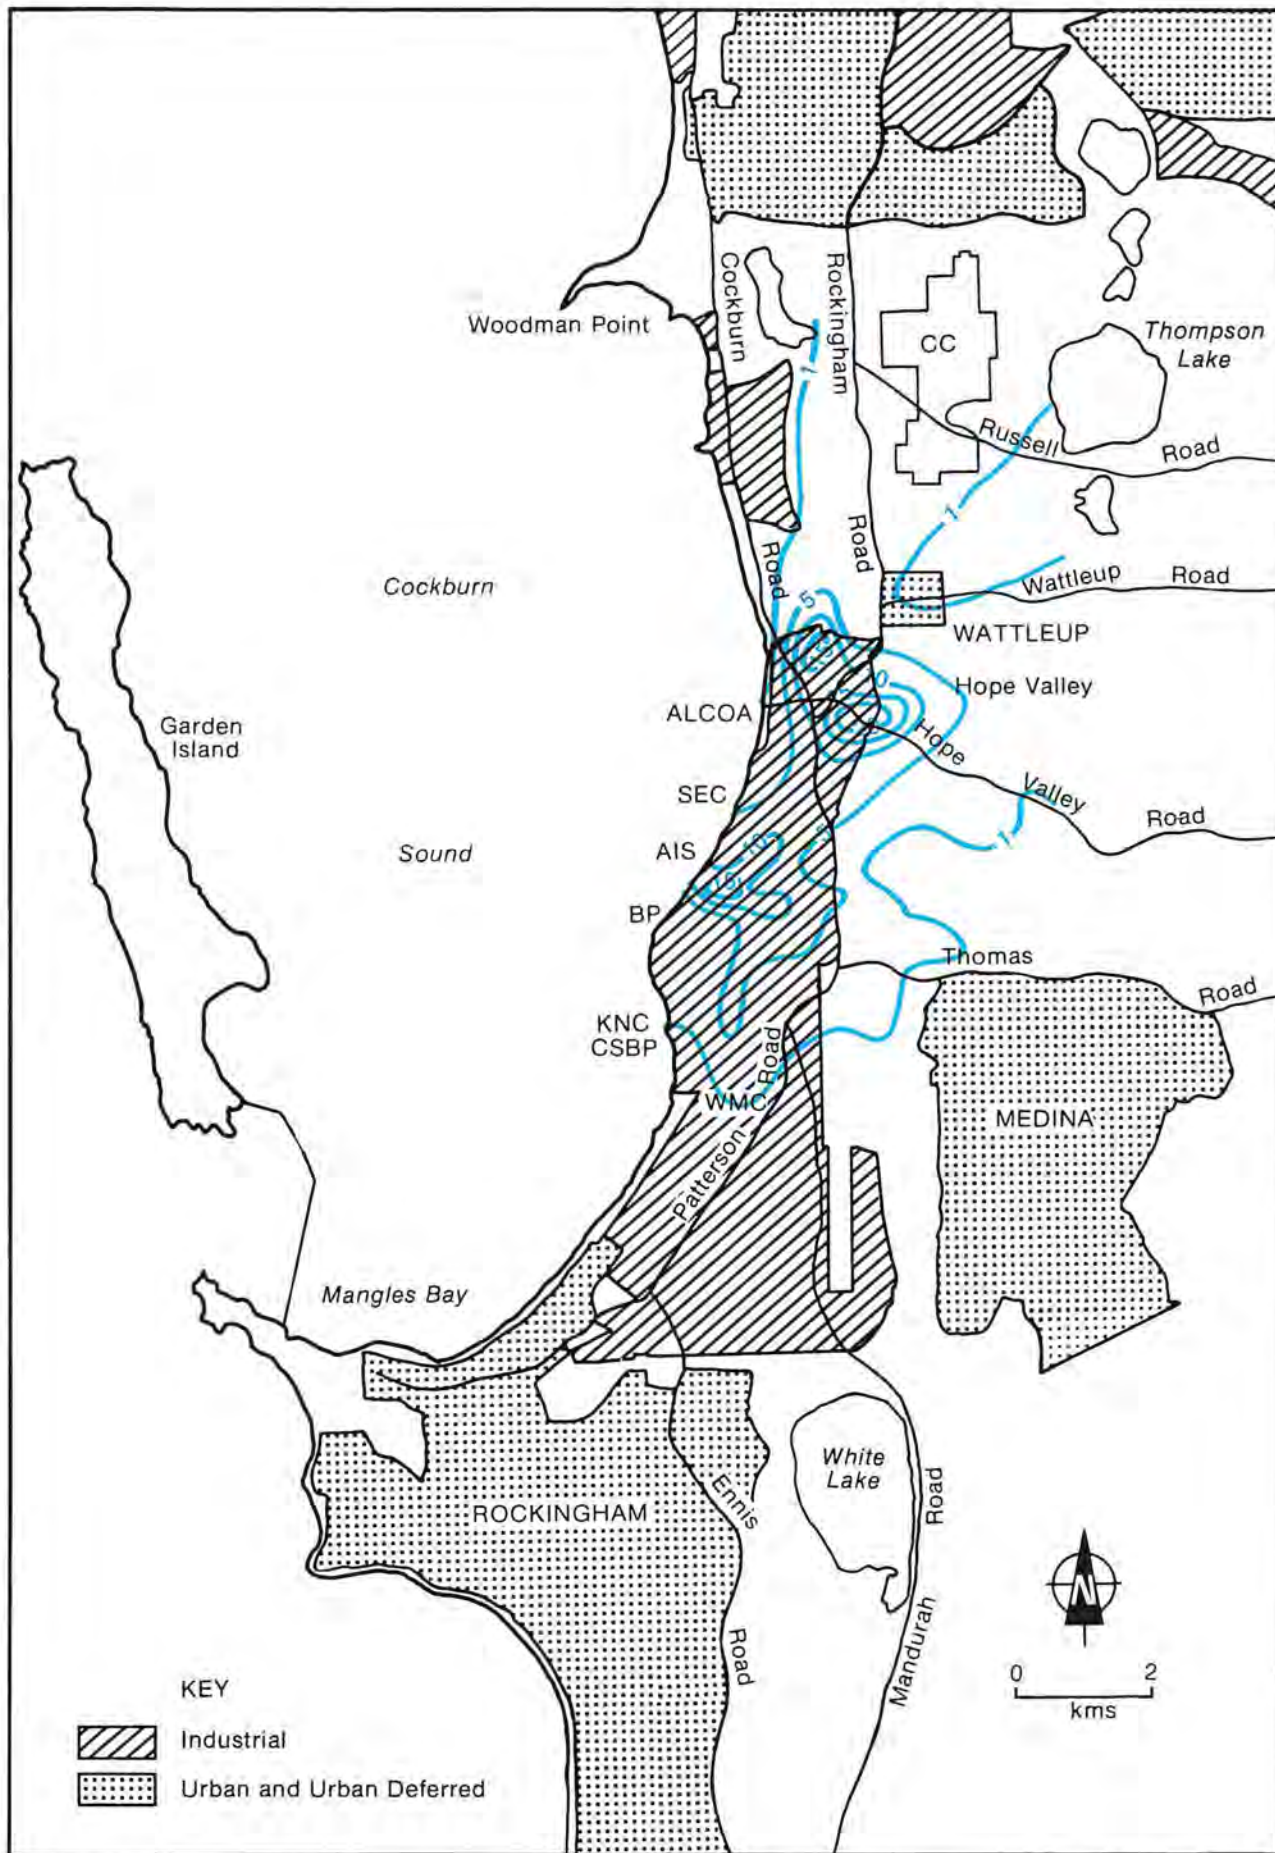 Woodman Point
Cockburn
Road
Rockingham
Road
CC
Thompson
Lake
Russell
Road
1
1
Wattleup
Road
WATTLEUP
5
15
Cockburn
Sound
Garden
Island
ALCOA
0
Hope Valley
Hope
Valley
Road
SEC
AIS
BP
10
15
5
1
Thomas
Road
KNC
CSBP
WMC
Patterson
Road
MEDINA
Mangles Bay
White
Lake
ROCKINGHAM
Ennis
Road
Road
Mandurah
N
0 2
kms
KEY
Industrial
Urban and Urban Deferred